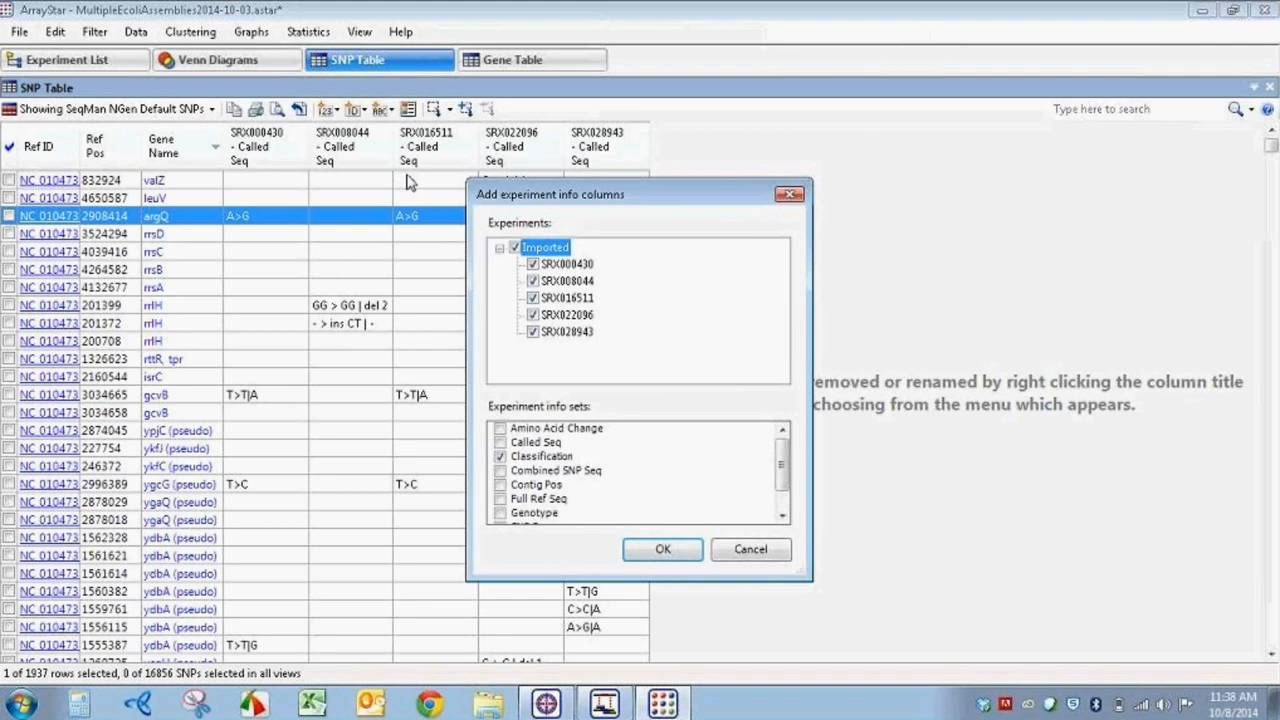 ArrayStar - MultipleEcoliAssemblies2014-10-03.astar*
File Edit Filter Data Clustering Graphs Statistics View Help
Experiment List Venn Diagrams SNP Table Gene Table
SNP Table
Showing SeqMan NGen Default SNPs Type here to search
Ref ID Ref Pos Gene Name SRX000430 - Called Seq SRX008044 - Called Seq SRX016511 - Called Seq SRX022096 - Called Seq SRX028943 - Called Seq
NC 010473 832924 valZ
NC 010473 4650587 leuV
NC 010473 2908414 argQ A>G A>G
NC 010473 3524294 rrsD
NC 010473 4039416 rrsC
NC 010473 4264582 rrsB
NC 010473 4132677 rrsA
NC 010473 201399 rrlH GG > GG | del 2
NC 010473 201372 rrlH - > ins CT | -
NC 010473 200708 rrlH
NC 010473 1326623 rttR, tpr
NC 010473 2160544 isrC
NC 010473 3034665 gcvB T>T|A T>T|A
NC 010473 3034658 gcvB
NC 010473 2874045 ypjC (pseudo)
NC 010473 227754 ykfJ (pseudo)
NC 010473 246372 ykfC (pseudo)
NC 010473 2996389 ygcG (pseudo) T>C T>C
NC 010473 2878029 ygaQ (pseudo)
NC 010473 2878018 ygaQ (pseudo)
NC 010473 1562328 ydbA (pseudo)
NC 010473 1561621 ydbA (pseudo)
NC 010473 1561614 ydbA (pseudo)
NC 010473 1560382 ydbA (pseudo) T>T|G
NC 010473 1559761 ydbA (pseudo) C>C|A
NC 010473 1556115 ydbA (pseudo) A>G|A
NC 010473 1555387 ydbA (pseudo) T>T|G
Add experiment info columns
Experiments:
Imported
SRX000430
SRX008044
SRX016511
SRX022096
SRX028943
Experiment info sets:
Amino Acid Change
Called Seq
Classification
Combined SNP Seq
Contig Pos
Full Ref Seq
Genotype
OK Cancel
removed or renamed by right clicking the column title
choosing from the menu which appears.
1 of 1937 rows selected, 0 of 16856 SNPs selected in all views
11:38 AM
10/8/2014